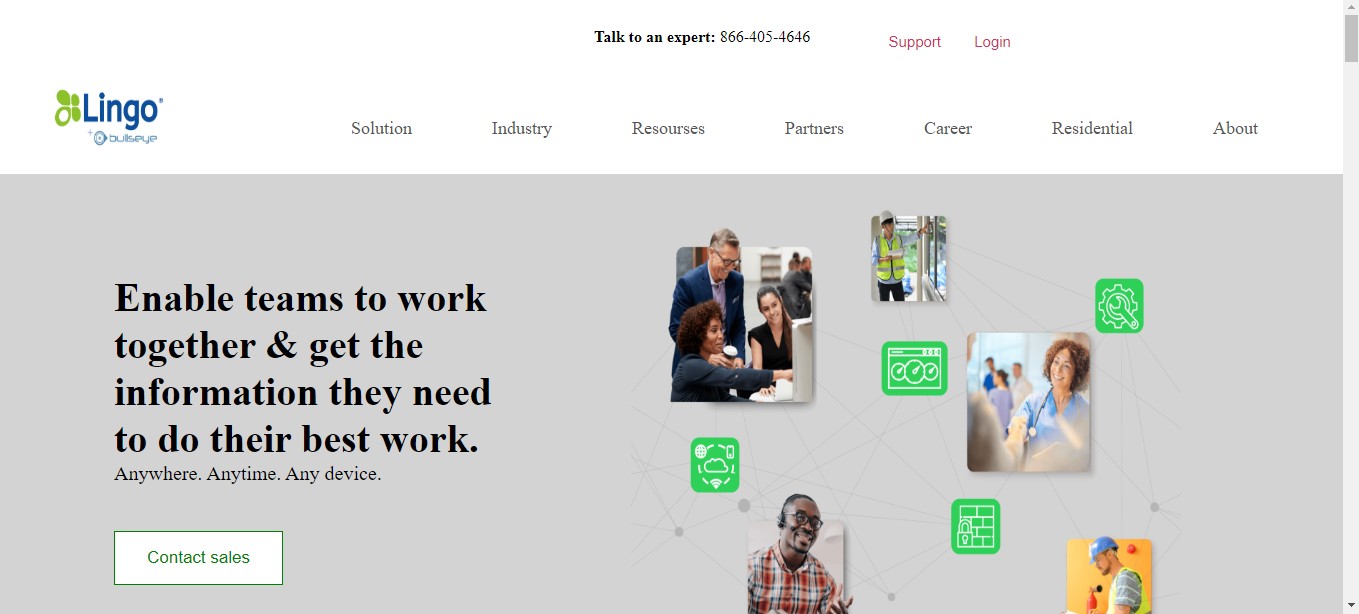 Talk to an expert: 866-405-4646
Support
Login
Lingo®
+ bullseye
Solution
Industry
Resourses
Partners
Career
Residential
About
Enable teams to work
together & get the
information they need
to do their best work.
Anywhere. Anytime. Any device.
Contact sales